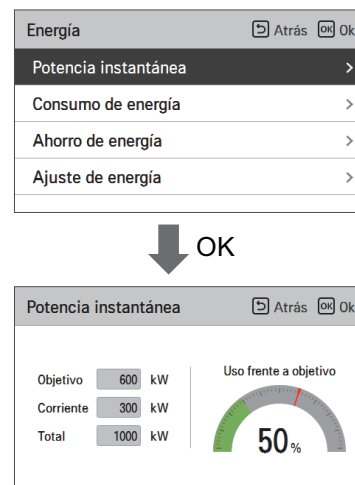 Energía Atrás OK Ok
Potencia instantánea
Consumo de energía
Ahorro de energía
Ajuste de energía
OK
Potencia instantánea Atrás OK Ok
Uso frente a objetivo
Objetivo 600 kW
Corriente 300 kW
Total 1000 kW
50%